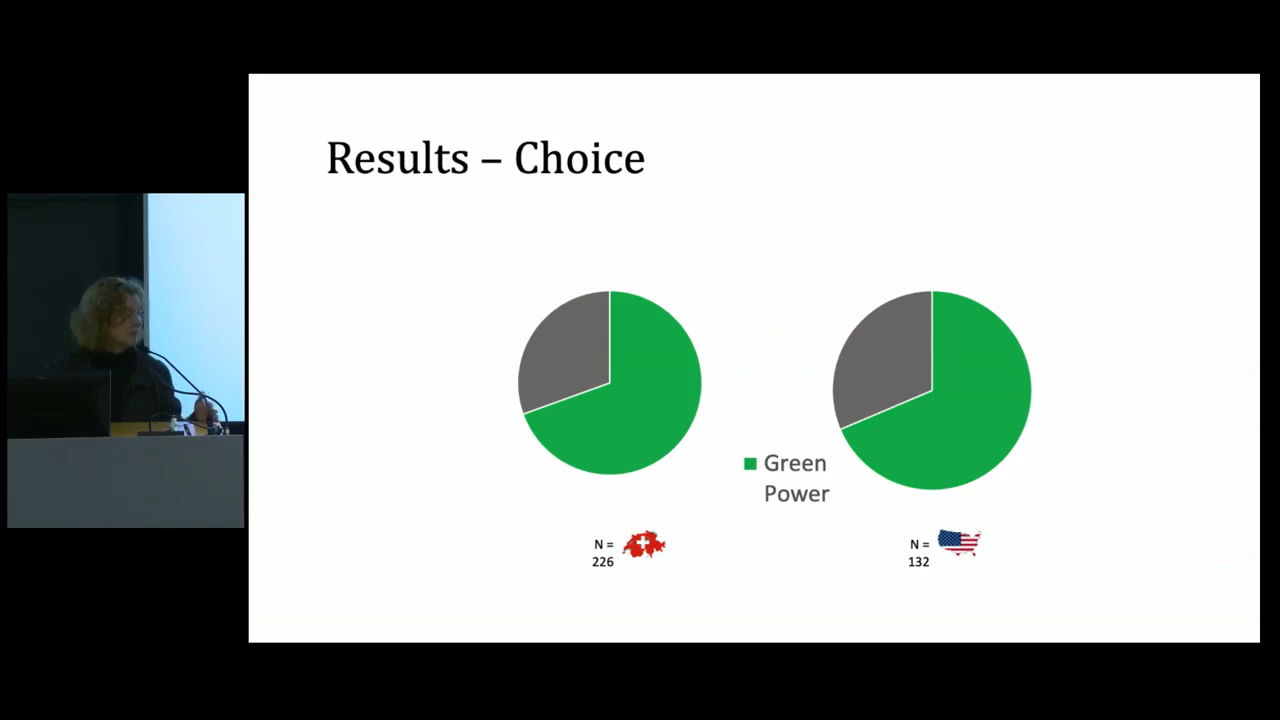 Results – Choice
Green
Power
N =
226
N =
132